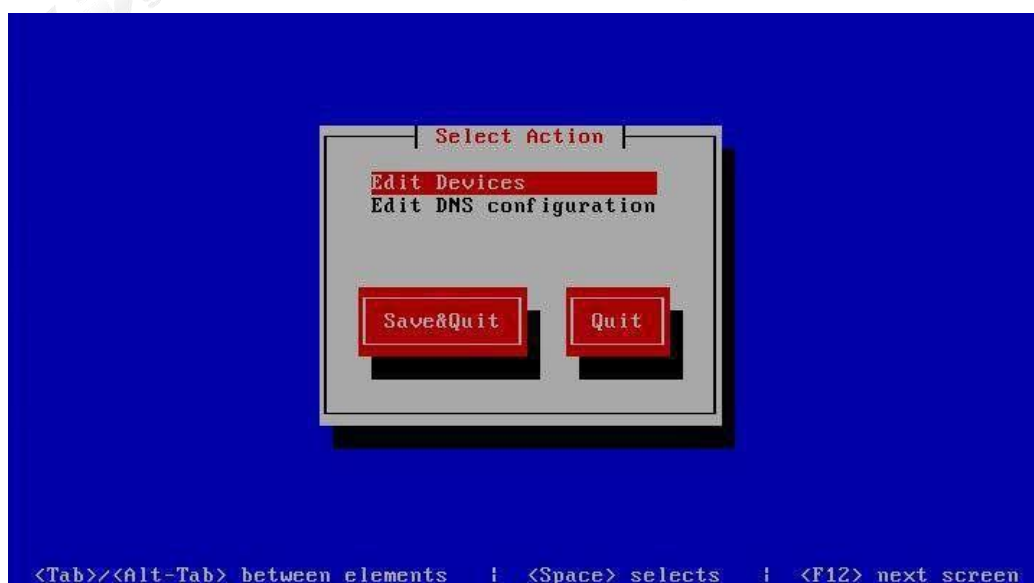 Select Action
Edit Devices
Edit DNS configuration
Save&Quit
Quit
<Tab>/<Alt-Tab> between elements | <Space> selects | <F12> next screen